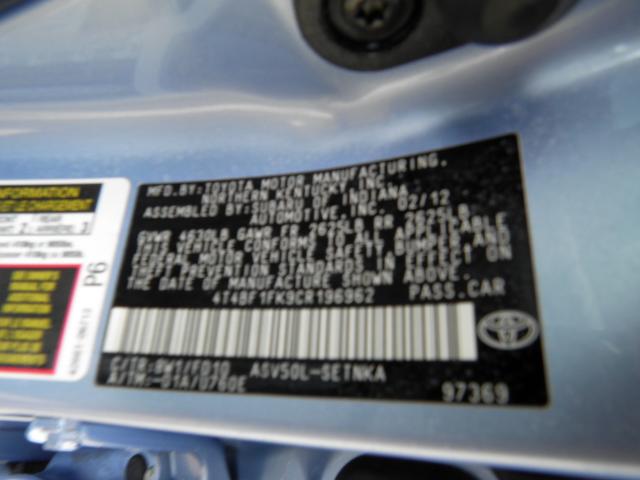 MFD. BY: TOYOTA MOTOR MANUFACTURING,
NORTHERN KENTUCKY, INC.
ASSEMBLED BY: SUBARU OF INDIANA
AUTOMOTIVE, INC. 02/12
GVWR 4630LB GAWR FR 2625LB RR 2625LB
THIS VEHICLE CONFORMS TO ALL APPLICABLE
FEDERAL MOTOR VEHICLE SAFETY, BUMPER, AND
THEFT PREVENTION STANDARDS IN EFFECT ON
THE DATE OF MANUFACTURE SHOWN ABOVE.
4T4BF1FK9CR196962 PASS. CAR
C/TR: 8W1/FD10 ASV50L-SETNKA
A/TM: -01A/U760E
97369
INFORMATION
P6